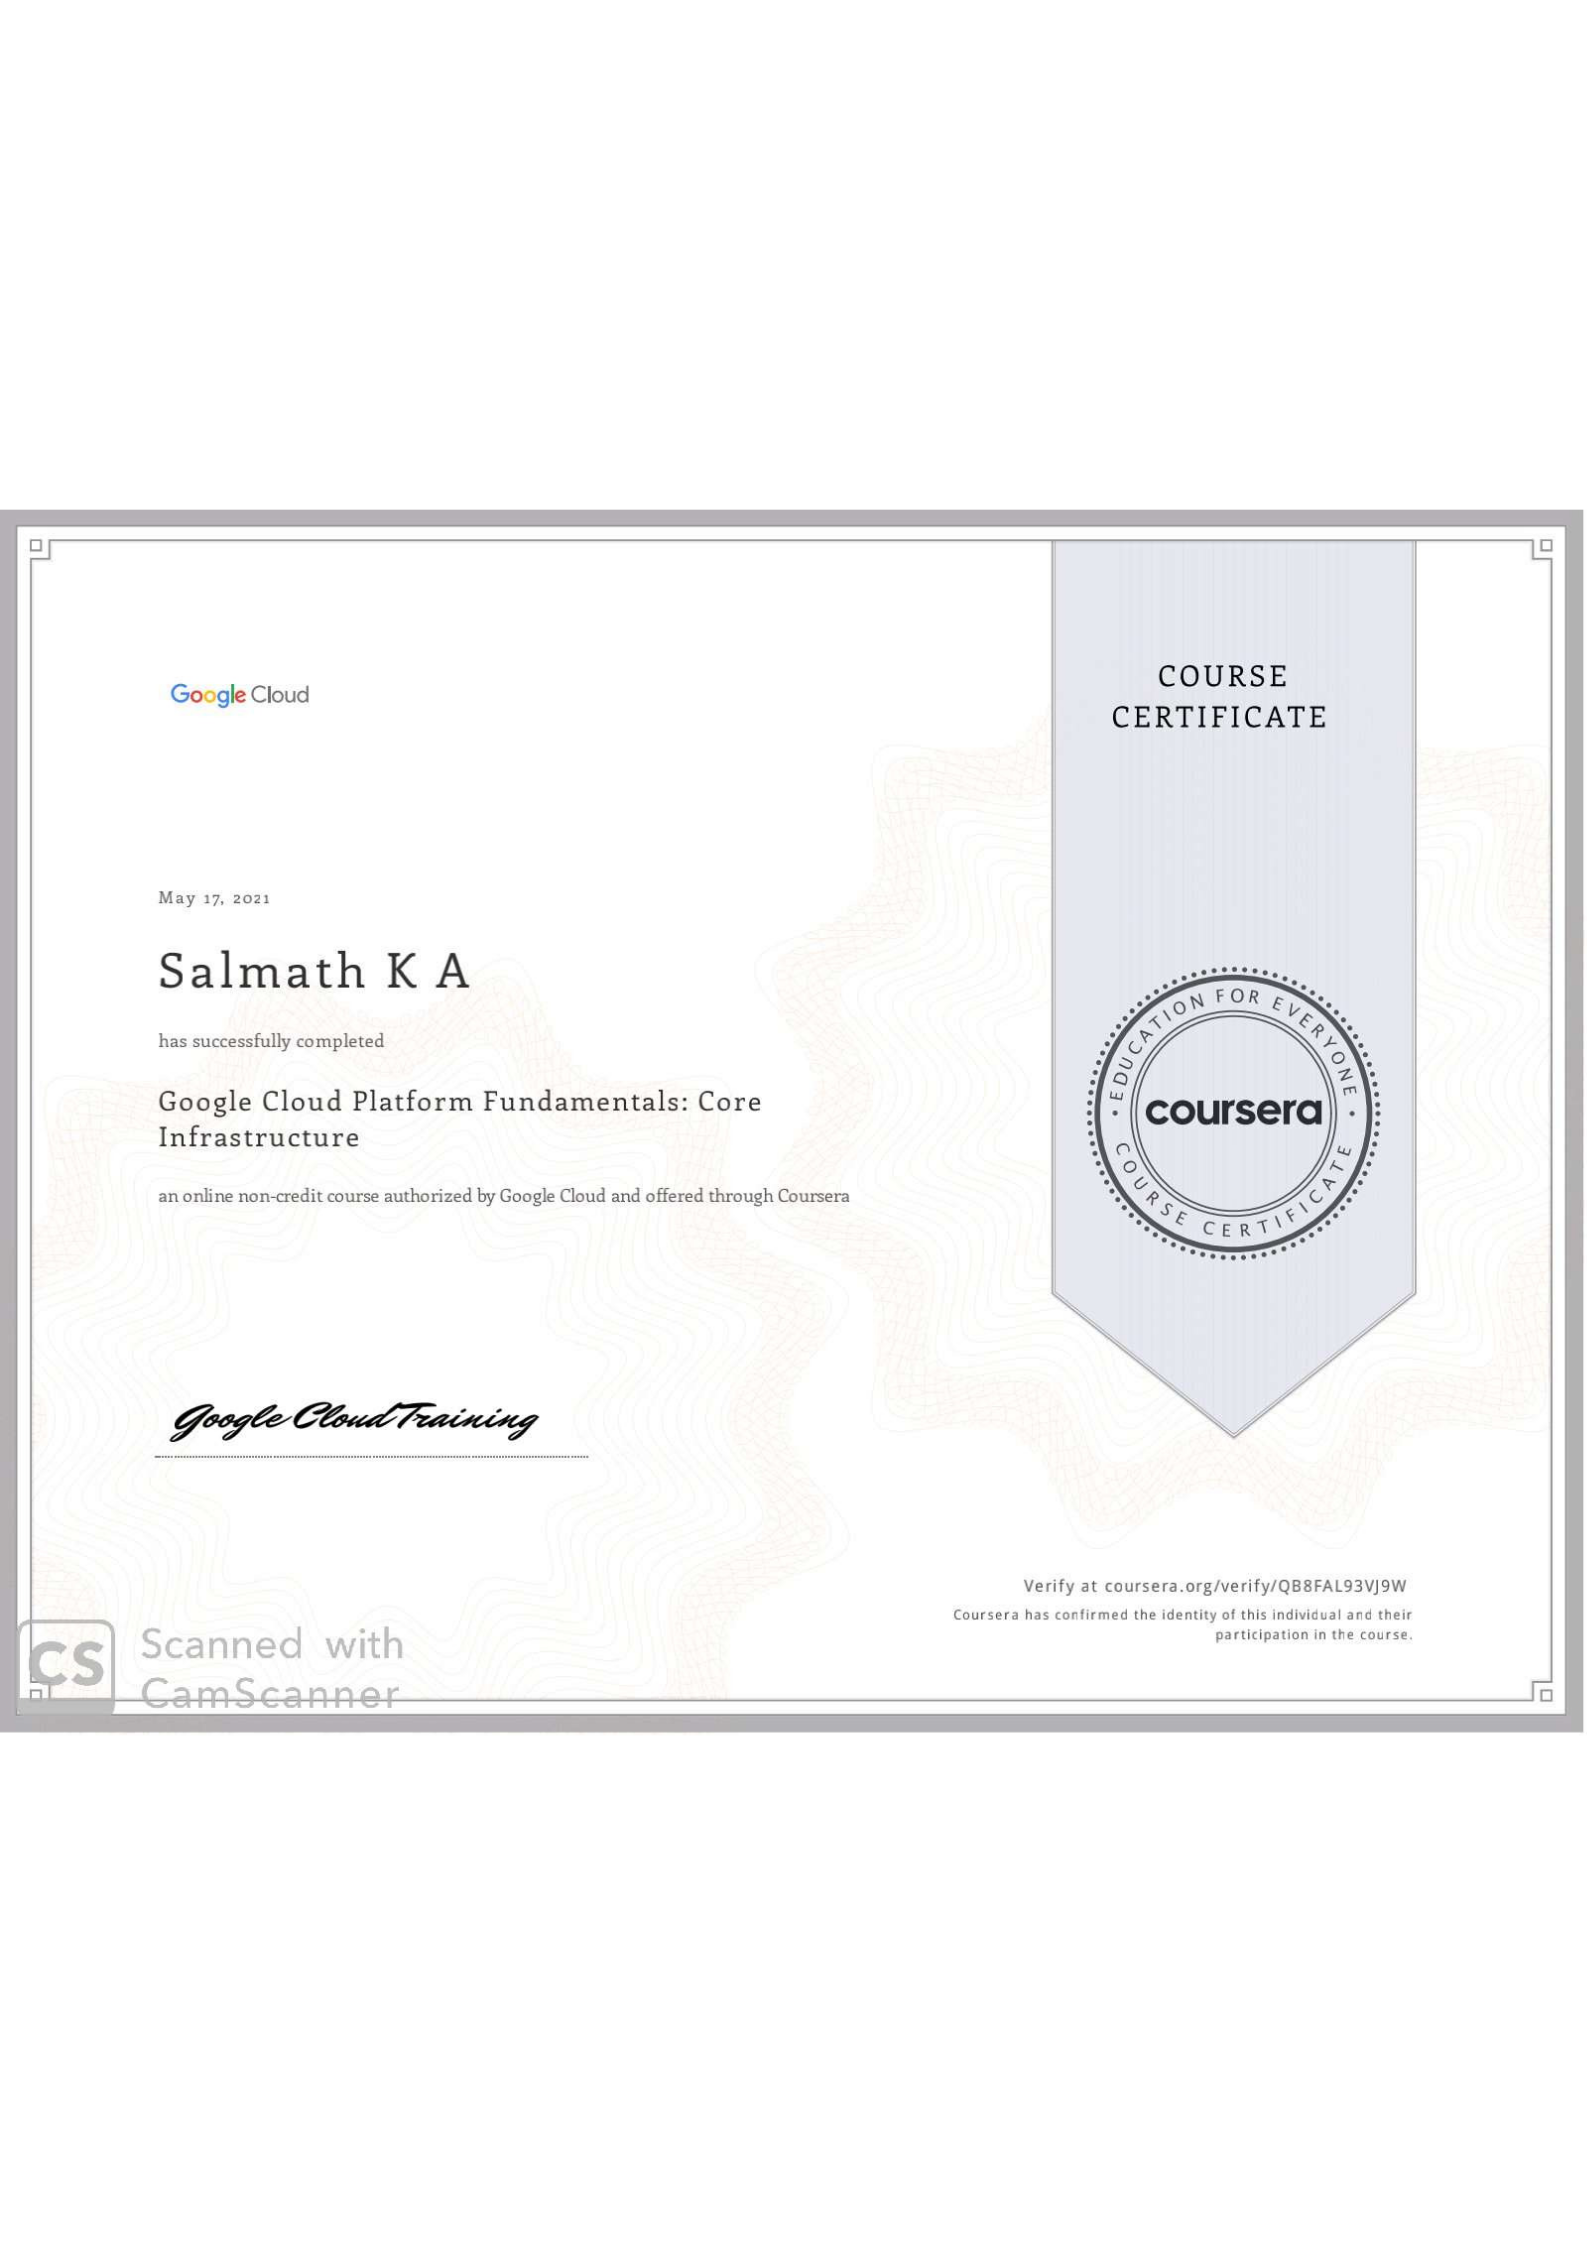 Google Cloud
COURSE
CERTIFICATE
May 17, 2021
Salmath K A
has successfully completed
Google Cloud Platform Fundamentals: Core
Infrastructure
an online non-credit course authorized by Google Cloud and offered through Coursera
EDUCATION FOR EVERYONE
coursera
COURSE CERTIFICATE
Google Cloud Training
Verify at coursera.org/verify/QB8FAL93VJ9W
Coursera has confirmed the identity of this individual and their
participation in the course.
CS
Scanned with
CamScanner